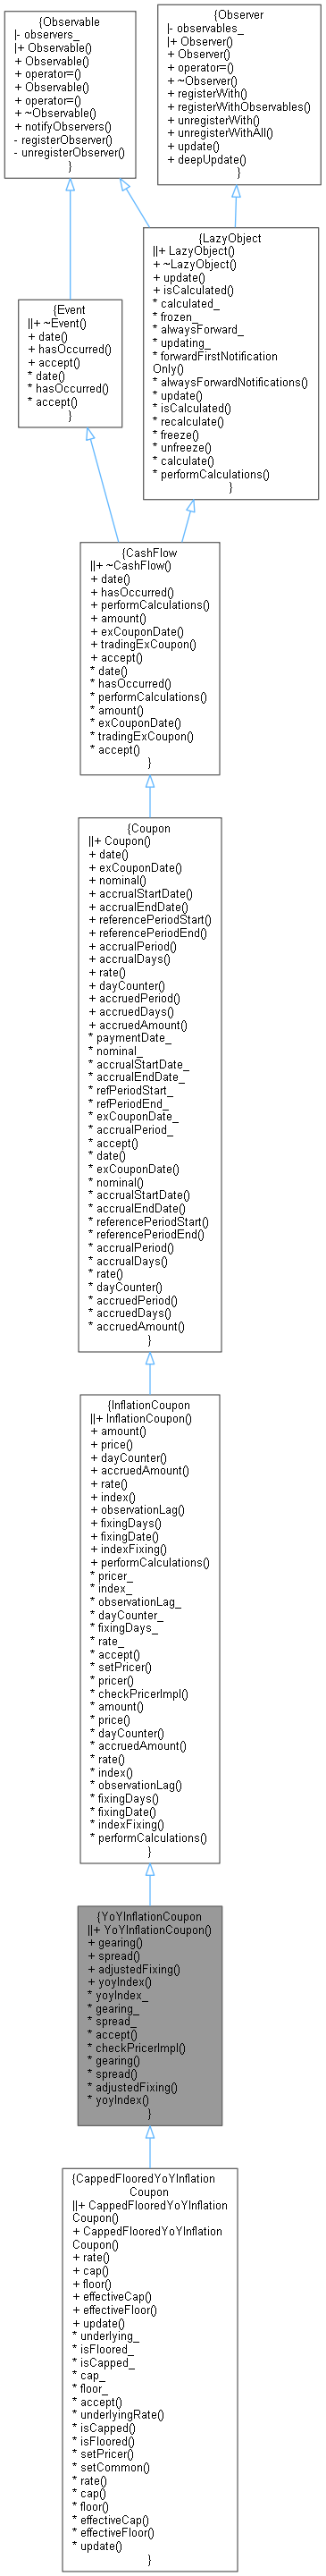 {Observable
|- observers_
|+ Observable()
+ Observable()
+ operator=()
+ Observable()
+ operator=()
+ ~Observable()
+ notifyObservers()
- registerObserver()
- unregisterObserver()
}
{Observer
|- observables_
|+ Observer()
+ Observer()
+ operator=()
+ ~Observer()
+ registerWith()
+ registerWithObservables()
+ unregisterWith()
+ unregisterWithAll()
+ update()
+ deepUpdate()
}
{LazyObject
||+ LazyObject()
+ ~LazyObject()
+ update()
+ isCalculated()
* calculated_
* frozen_
* alwaysForward_
* updating_
* forwardFirstNotification
Only()
* alwaysForwardNotifications()
* update()
* isCalculated()
* recalculate()
* freeze()
* unfreeze()
* calculate()
* performCalculations()
}
{Event
||+ ~Event()
+ date()
+ hasOccurred()
+ accept()
* date()
* hasOccurred()
* accept()
}
{CashFlow
||+ ~CashFlow()
+ date()
+ hasOccurred()
+ performCalculations()
+ amount()
+ exCouponDate()
+ tradingExCoupon()
+ accept()
* date()
* hasOccurred()
* performCalculations()
* amount()
* exCouponDate()
* tradingExCoupon()
* accept()
}
{Coupon
||+ Coupon()
+ date()
+ exCouponDate()
+ nominal()
+ accrualStartDate()
+ accrualEndDate()
+ referencePeriodStart()
+ referencePeriodEnd()
+ accrualPeriod()
+ accrualDays()
+ rate()
+ dayCounter()
+ accruedPeriod()
+ accruedDays()
+ accruedAmount()
* paymentDate_
* nominal_
* accrualStartDate_
* accrualEndDate_
* refPeriodStart_
* refPeriodEnd_
* exCouponDate_
* accrualPeriod_
* accept()
* date()
* exCouponDate()
* nominal()
* accrualStartDate()
* accrualEndDate()
* referencePeriodStart()
* referencePeriodEnd()
* accrualPeriod()
* accrualDays()
* rate()
* dayCounter()
* accruedPeriod()
* accruedDays()
* accruedAmount()
}
{InflationCoupon
||+ InflationCoupon()
+ amount()
+ price()
+ dayCounter()
+ accruedAmount()
+ rate()
+ index()
+ observationLag()
+ fixingDays()
+ fixingDate()
+ indexFixing()
+ performCalculations()
* pricer_
* index_
* observationLag_
* dayCounter_
* fixingDays_
* rate_
* accept()
* setPricer()
* pricer()
* checkPricerImpl()
* amount()
* price()
* dayCounter()
* accruedAmount()
* rate()
* index()
* observationLag()
* fixingDays()
* fixingDate()
* indexFixing()
* performCalculations()
}
{YoYInflationCoupon
||+ YoYInflationCoupon()
+ gearing()
+ spread()
+ adjustedFixing()
+ yoyIndex()
* yoyIndex_
* gearing_
* spread_
* accept()
* checkPricerImpl()
* gearing()
* spread()
* adjustedFixing()
* yoyIndex()
}
{CappedFlooredYoYInflation
Coupon
||+ CappedFlooredYoYInflation
Coupon()
+ CappedFlooredYoYInflation
Coupon()
+ rate()
+ cap()
+ floor()
+ effectiveCap()
+ effectiveFloor()
+ update()
* underlying_
* isFloored_
* isCapped_
* cap_
* floor_
* accept()
* underlyingRate()
* isCapped()
* isFloored()
* setPricer()
* setCommon()
* rate()
* cap()
* floor()
* effectiveCap()
* effectiveFloor()
* update()
}